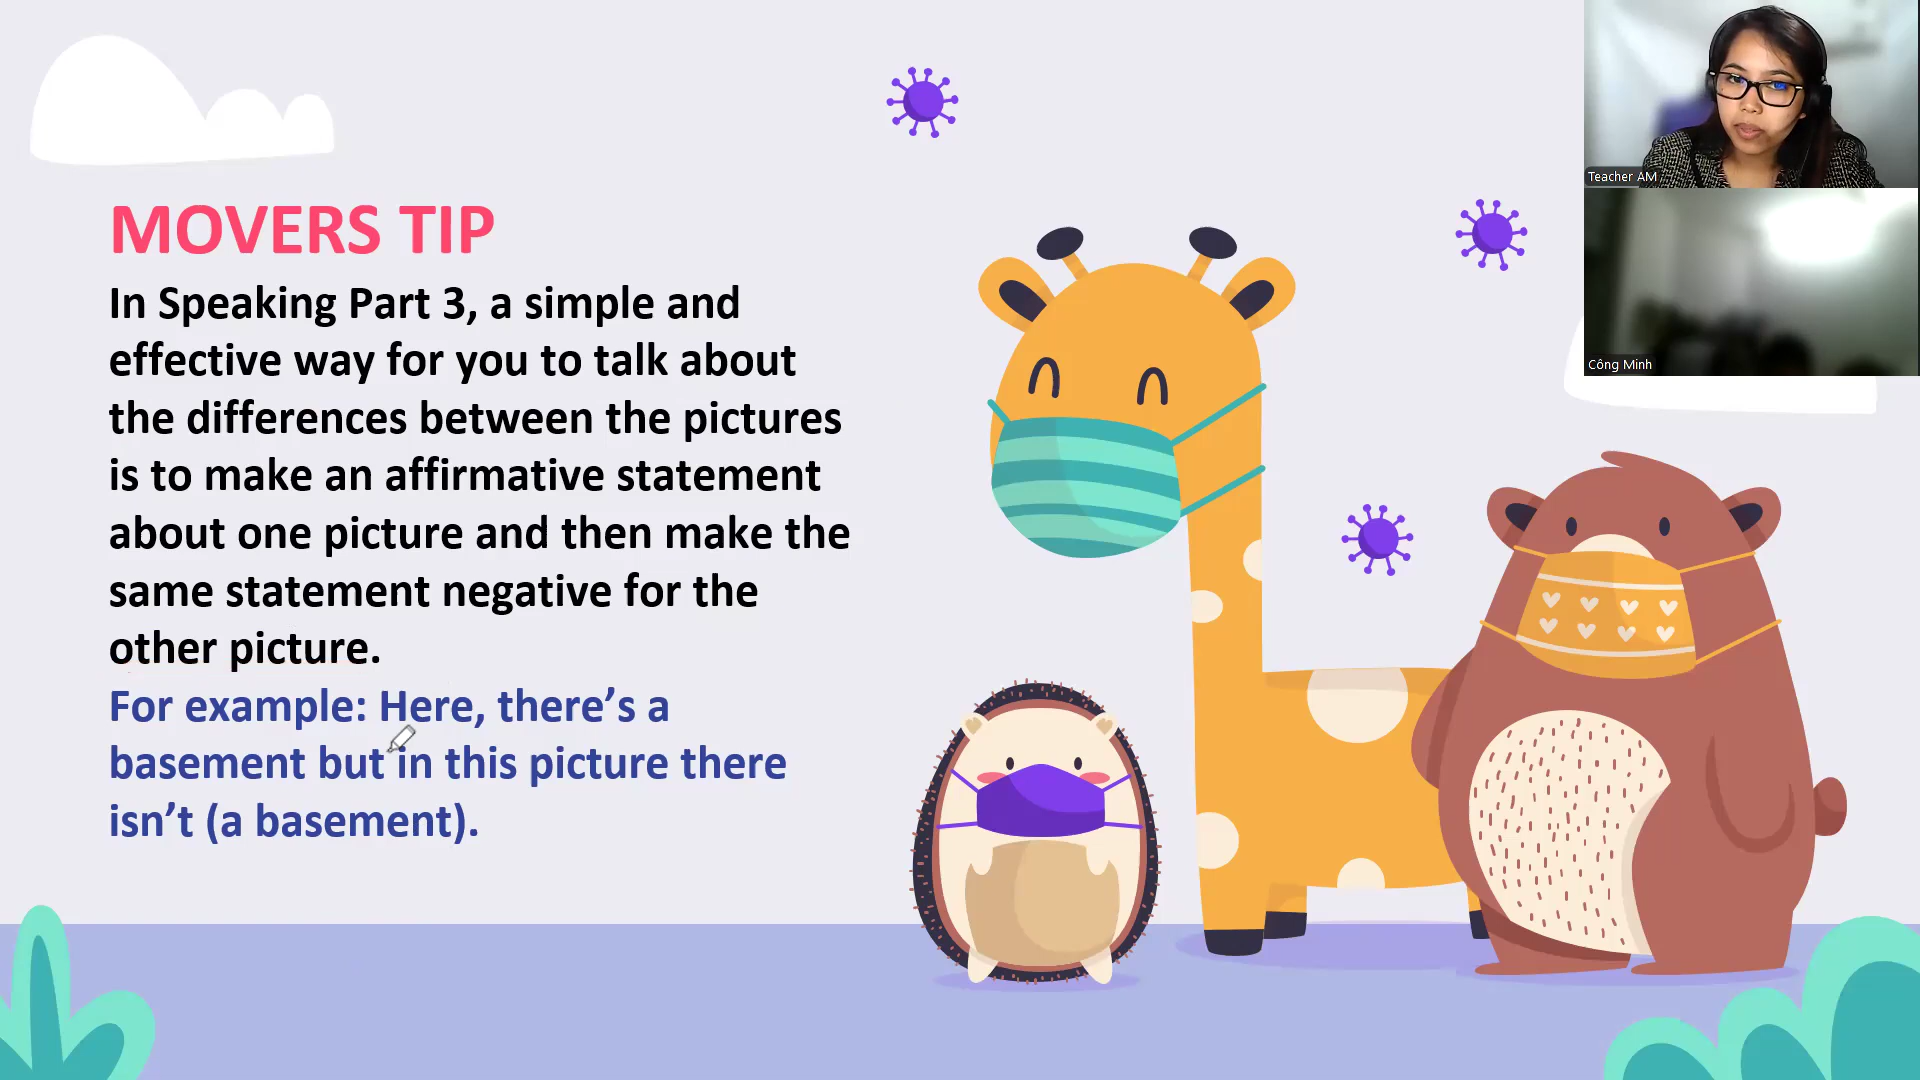 MOVERS TIP
In Speaking Part 3, a simple and
effective way for you to talk about
the differences between the pictures
is to make an affirmative statement
about one picture and then make the
same statement negative for the
other picture.
For example: Here, there’s a
basement but in this picture there
isn’t (a basement).
Teacher AM
Công Minh